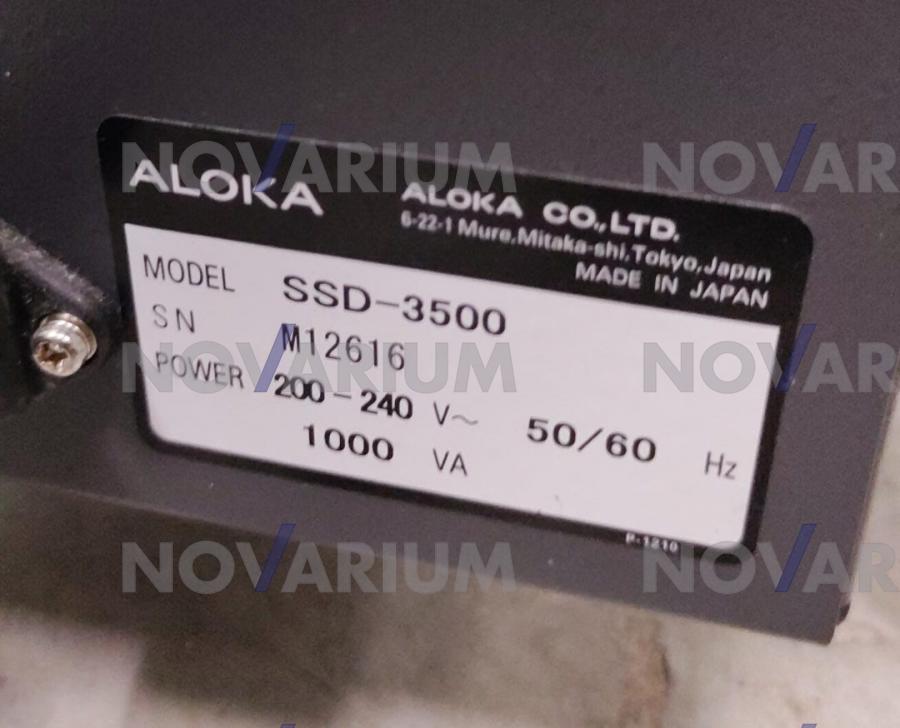 ALOKA
ALOKA CO.,LTD.
6-22-1 Mure,Mitaka-shi,Tokyo,Japan
MADE IN JAPAN
MODEL SSD-3500
SN M12616
POWER 200-240 V~ 50/60 Hz
1000 VA
P-1210
NOVARIUM NOVAR
NOVARIUM NOVAR
NOVARIUM NOVAR